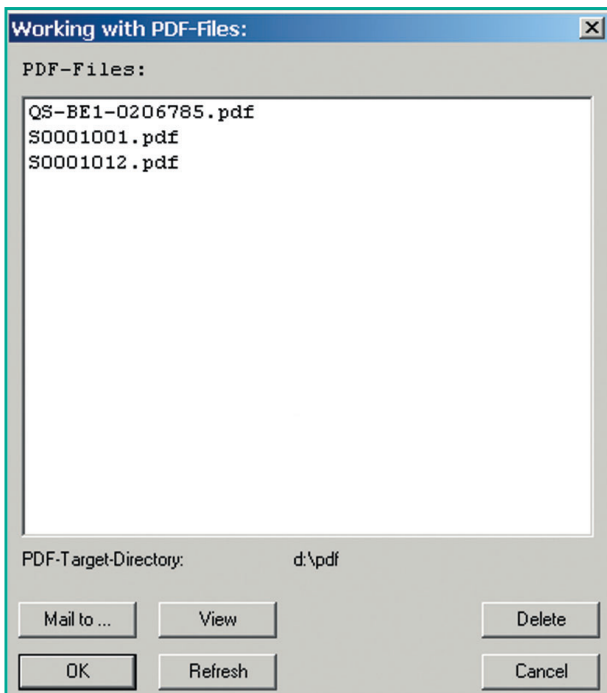 Working with PDF-Files:
PDF-Files:
QS-BE1-0206785.pdf
S0001001.pdf
S0001012.pdf
PDF-Target-Directory: d:\pdf
Mail to ... View Delete
OK Refresh Cancel